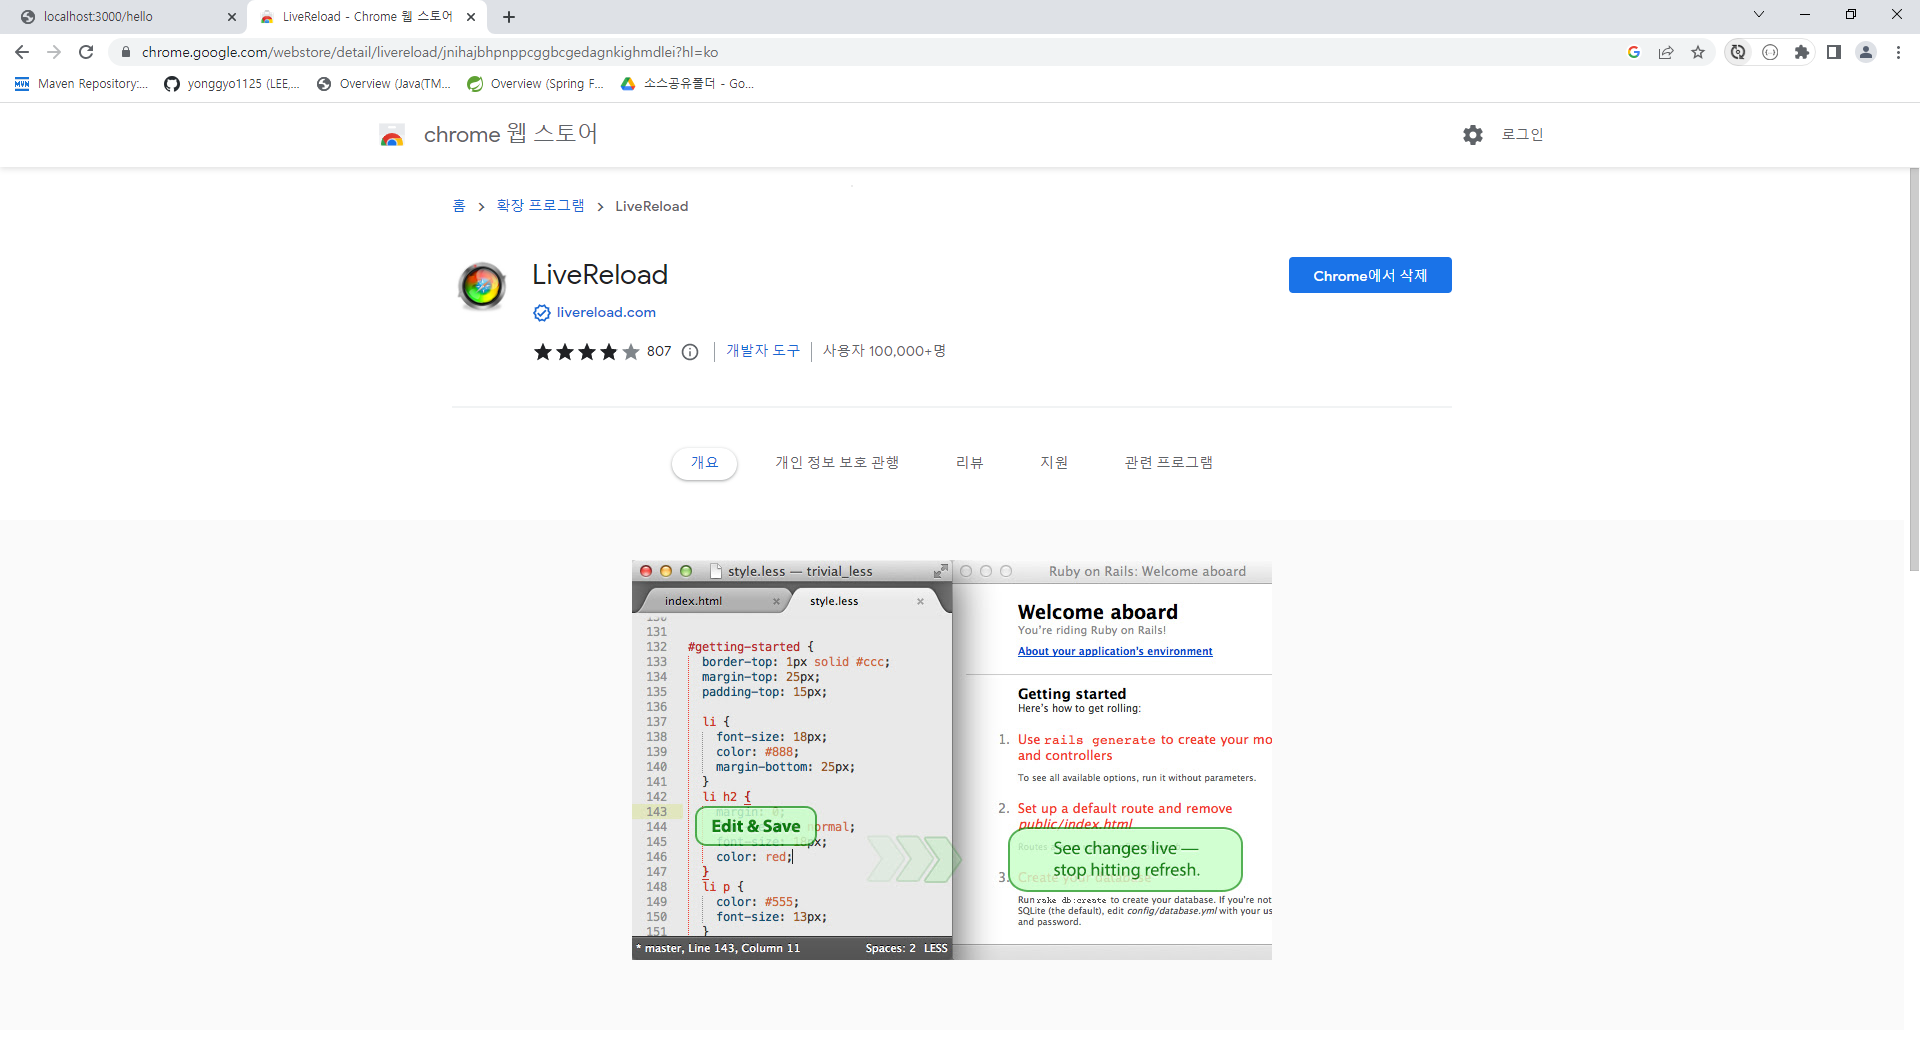 localhost:3000/hello
LiveReload - Chrome 웹 스토어
chrome.google.com/webstore/detail/livereload/jnihajbhpnppcggbcgedagnkighmdlei?hl=ko
Maven Repository:...
yonggyo1125 (LEE,...
Overview (Java(TM...
Overview (Spring F...
소스공유폴더 - Go...
chrome 웹 스토어
로그인
홈 > 확장 프로그램 > LiveReload
LiveReload
Chrome에서 삭제
livereload.com
807
개발자 도구
사용자 100,000+명
개요
개인 정보 보호 관행
리뷰
지원
관련 프로그램
style.less — trivial_less
index.html
style.less
130
131
132 #getting-started {
133 border-top: 1px solid #ccc;
134 margin-top: 25px;
135 padding-top: 15px;
136
137 li {
138 font-size: 18px;
139 color: #888;
140 margin-bottom: 25px;
141 }
142 li h2 {
143 margin: 0;
144 normal;
Edit & Save
145 font-size: 18px;
146 color: red;
147 }
148 li p {
149 color: #555;
150 font-size: 13px;
151 }
* master, Line 143, Column 11
Spaces: 2 LESS
Ruby on Rails: Welcome aboard
Welcome aboard
You're riding Ruby on Rails!
About your application's environment
Getting started
Here's how to get rolling:
1. Use rails generate to create your mo
and controllers
To see all available options, run it without parameters.
2. Set up a default route and remove
public/index.html
Routes
See changes live —
stop hitting refresh.
3. Create your database
Run rake db:create to create your database. If you're not
SQLite (the default), edit config/database.yml with your us
and password.